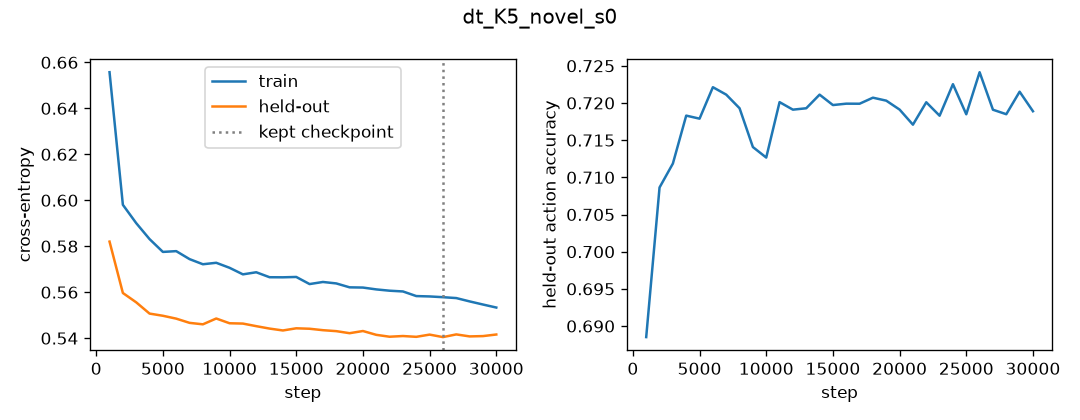 dt_K5_novel_s0
cross-entropy
0.66
0.64
0.62
0.60
0.58
0.56
0.54
train
held-out
kept checkpoint
0 5000 10000 15000 20000 25000 30000
step
held-out action accuracy
0.725
0.720
0.715
0.710
0.705
0.700
0.695
0.690
0 5000 10000 15000 20000 25000 30000
step